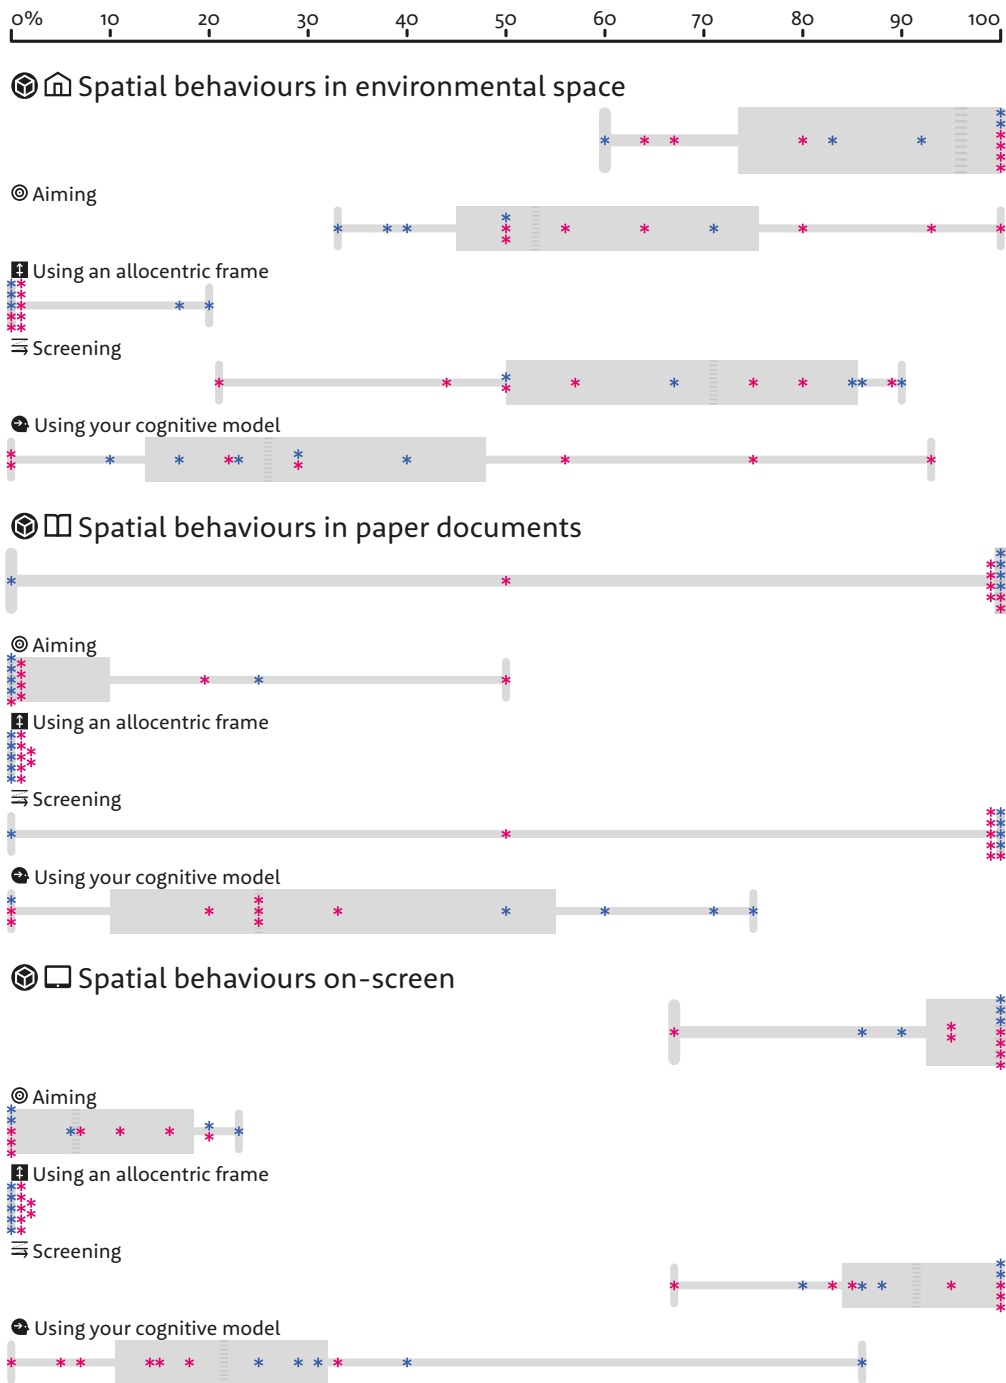 0% 10 20 30 40 50 60 70 80 90 100
Spatial behaviours in environmental space
Aiming
Using an allocentric frame
Screening
Using your cognitive model
Spatial behaviours in paper documents
Aiming
Using an allocentric frame
Screening
Using your cognitive model
Spatial behaviours on-screen
Aiming
Using an allocentric frame
Screening
Using your cognitive model